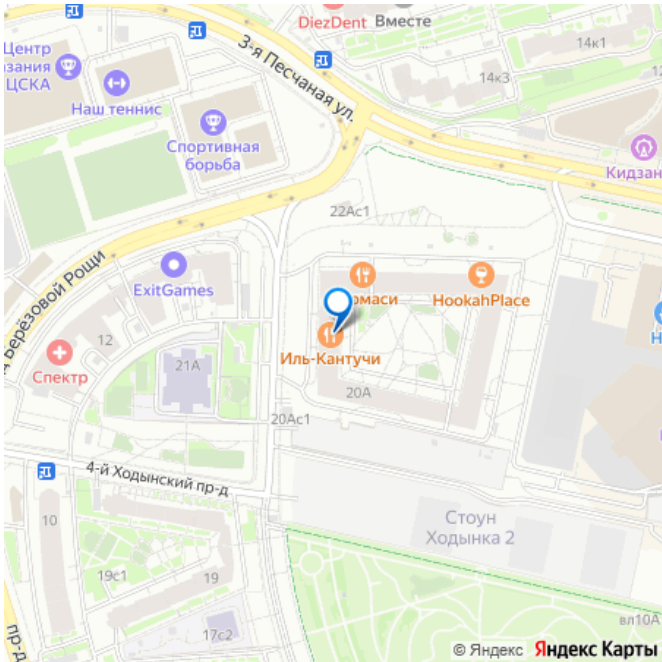 DiezDent
Вместе
Центр
ЦСКА
14к1
14к3
3-я Песчаная ул.
Наш теннис
Спортивная
борьба
Кидзан
22Ас1
Берёзовой Рощи
ExitGames
HookahPlace
12
Спектр
Иль-Кантучи
21А
20А
20Ас1
4-й Ходынский пр-д
10
Стоун
Ходынка 2
19с1
19
17с2
вл10А
пр-д
© Яндекс
Яндекс Карты